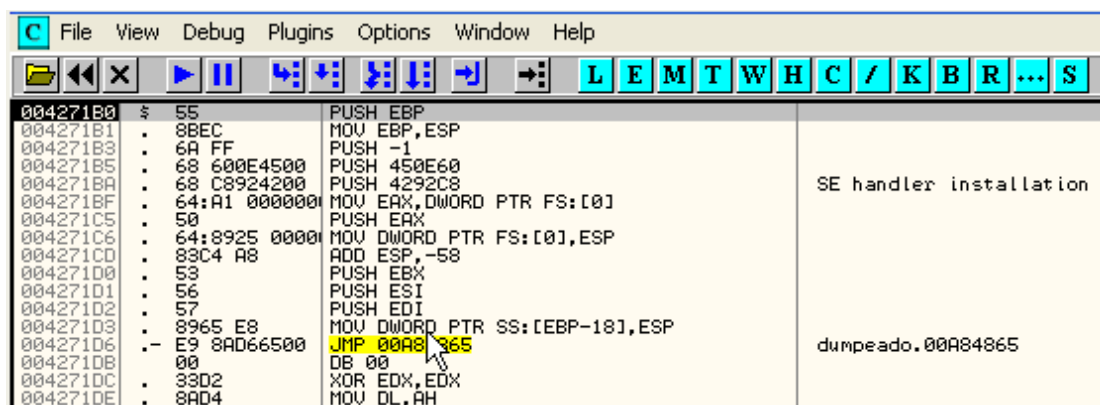 C File View Debug Plugins Options Window Help
L E M T W H C / K B R ... S
004271B0 $ 55 PUSH EBP
004271B1 . 8BEC MOV EBP,ESP
004271B3 . 6A FF PUSH -1
004271B5 . 68 600E4500 PUSH 450E60
004271BA . 68 C8924200 PUSH 4292C8 SE handler installation
004271BF . 64:A1 000000 MOV EAX,DWORD PTR FS:[0]
004271C5 . 50 PUSH EAX
004271C6 . 64:8925 0000 MOV DWORD PTR FS:[0],ESP
004271CD . 83C4 A8 ADD ESP,-58
004271D0 . 53 PUSH EBX
004271D1 . 56 PUSH ESI
004271D2 . 57 PUSH EDI
004271D3 . 8965 E8 MOV DWORD PTR SS:[EBP-18],ESP
004271D6 .- E9 8AD66500 JMP 00A84865 dumpeado.00A84865
004271DB 00 DB 00
004271DC . 33D2 XOR EDX,EDX
004271DE . 8AD4 MOV DL,AH